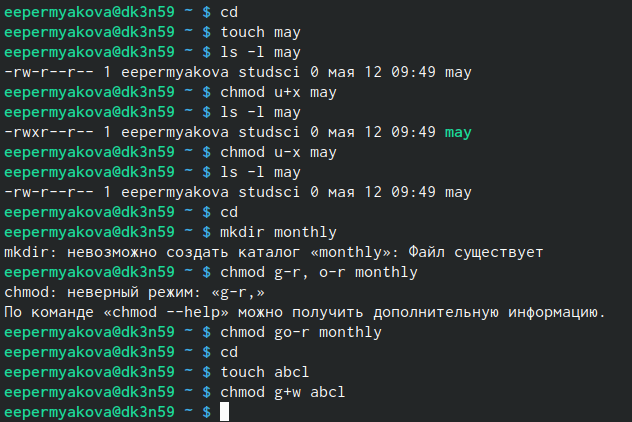 eepermyakova@dk3n59 ~ $ cd
eepermyakova@dk3n59 ~ $ touch may
eepermyakova@dk3n59 ~ $ ls -l may
-rw-r--r-- 1 eepermyakova studsci 0 мая 12 09:49 may
eepermyakova@dk3n59 ~ $ chmod u+x may
eepermyakova@dk3n59 ~ $ ls -l may
-rwxr--r-- 1 eepermyakova studsci 0 мая 12 09:49 may
eepermyakova@dk3n59 ~ $ chmod u-x may
eepermyakova@dk3n59 ~ $ ls -l may
-rw-r--r-- 1 eepermyakova studsci 0 мая 12 09:49 may
eepermyakova@dk3n59 ~ $ cd
eepermyakova@dk3n59 ~ $ mkdir monthly
mkdir: невозможно создать каталог «monthly»: Файл существует
eepermyakova@dk3n59 ~ $ chmod g-r, o-r monthly
chmod: неверный режим: «g-r,»
По команде «chmod --help» можно получить дополнительную информацию.
eepermyakova@dk3n59 ~ $ chmod go-r monthly
eepermyakova@dk3n59 ~ $ cd
eepermyakova@dk3n59 ~ $ touch abcl
eepermyakova@dk3n59 ~ $ chmod g+w abcl
eepermyakova@dk3n59 ~ $